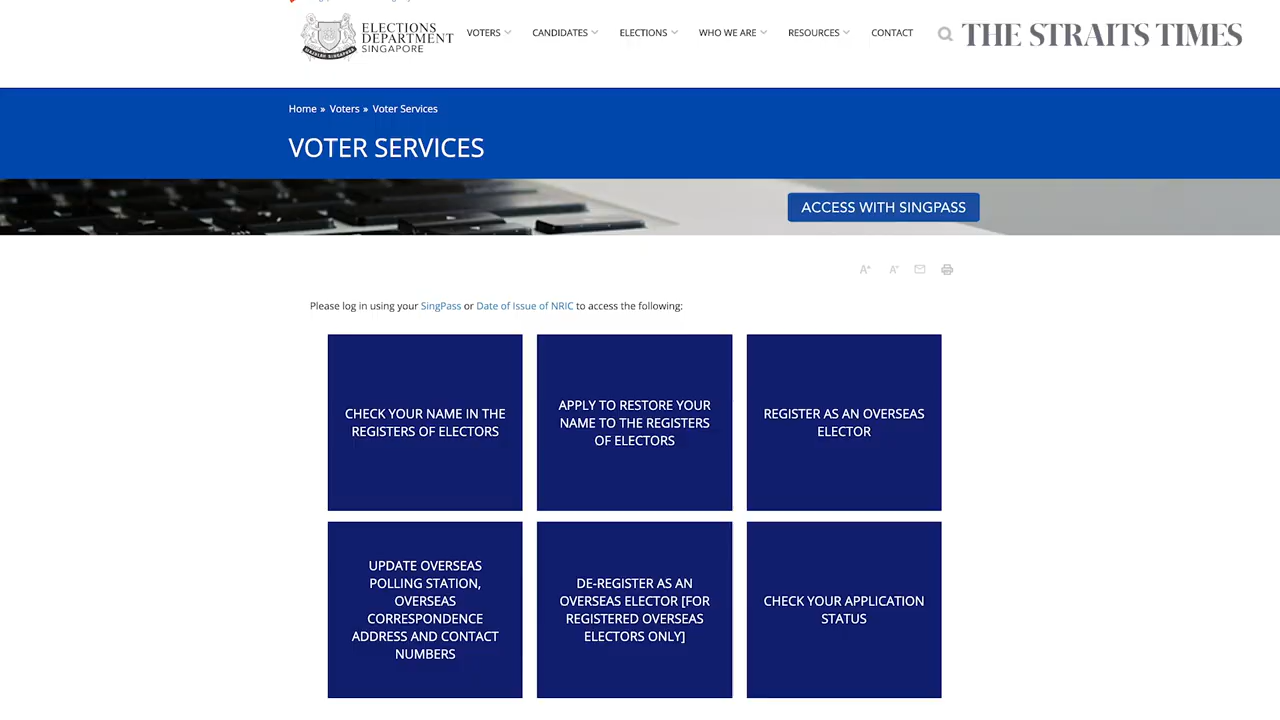 ELECTIONS
DEPARTMENT
SINGAPORE
VOTERS CANDIDATES ELECTIONS WHO WE ARE RESOURCES CONTACT
THE STRAITS TIMES
Home » Voters » Voter Services
VOTER SERVICES
ACCESS WITH SINGPASS
A+ A-
Please log in using your SingPass or Date of Issue of NRIC to access the following:
CHECK YOUR NAME IN THE
REGISTERS OF ELECTORS
APPLY TO RESTORE YOUR
NAME TO THE REGISTERS
OF ELECTORS
REGISTER AS AN OVERSEAS
ELECTOR
UPDATE OVERSEAS
POLLING STATION,
OVERSEAS
CORRESPONDENCE
ADDRESS AND CONTACT
NUMBERS
DE-REGISTER AS AN
OVERSEAS ELECTOR [FOR
REGISTERED OVERSEAS
ELECTORS ONLY]
CHECK YOUR APPLICATION
STATUS